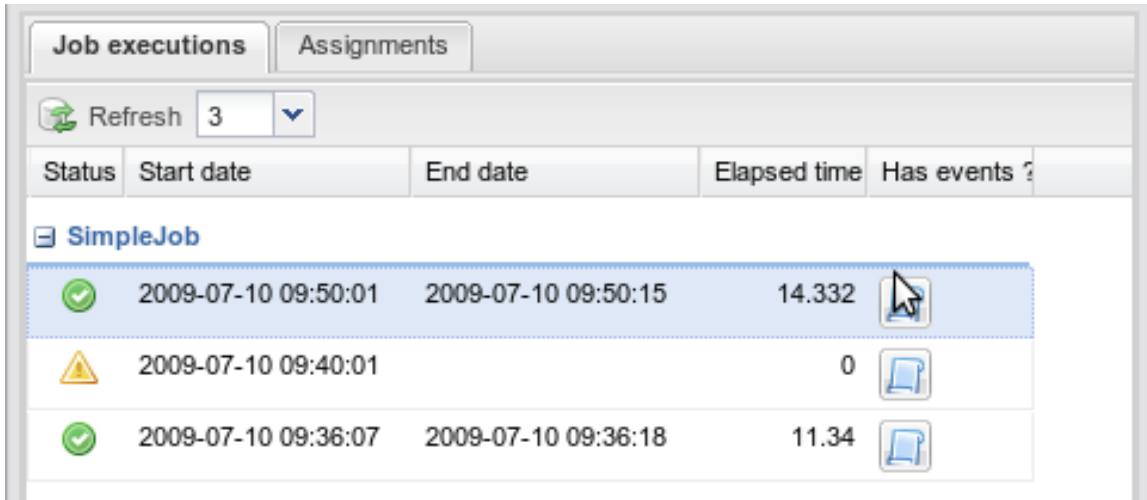 Job executions Assignments
Refresh 3
Status Start date End date Elapsed time Has events ?
SimpleJob
2009-07-10 09:50:01 2009-07-10 09:50:15 14.332
2009-07-10 09:40:01 0
2009-07-10 09:36:07 2009-07-10 09:36:18 11.34